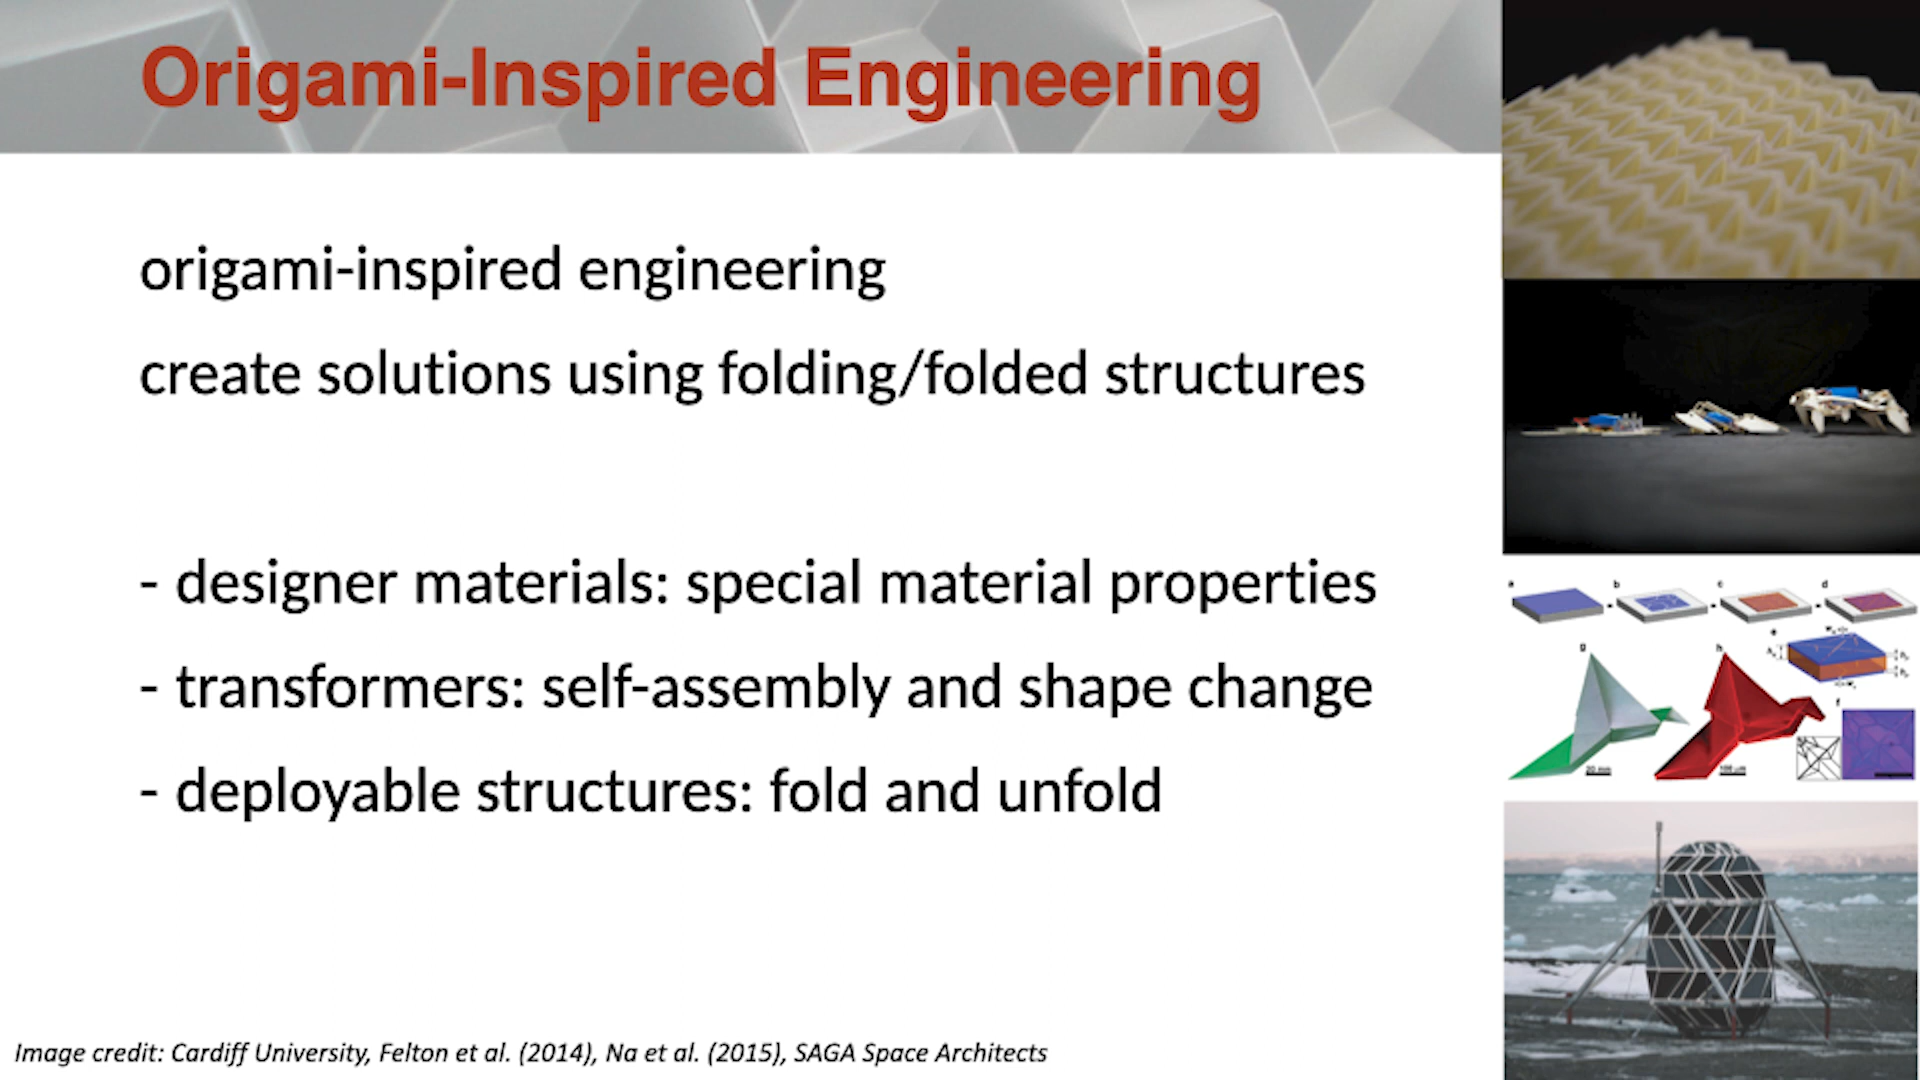 Origami-Inspired Engineering
origami-inspired engineering
create solutions using folding/folded structures
- designer materials: special material properties
- transformers: self-assembly and shape change
- deployable structures: fold and unfold
a b c d
e
g h
f
Image credit: Cardiff University, Felton et al. (2014), Na et al. (2015), SAGA Space Architects